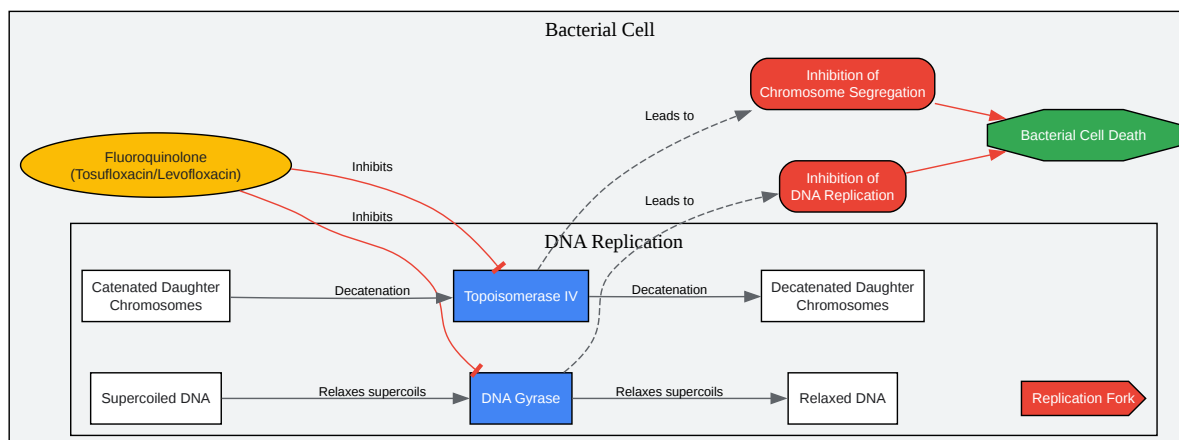 Bacterial Cell
Inhibition of
Chromosome Segregation
Leads to
Bacterial Cell Death
Fluoroquinolone
(Tosufloxacin/Levofloxacin)
Inhibits
Inhibition of
DNA Replication
Leads to
Inhibits
DNA Replication
Catenated Daughter
Chromosomes
Decatenation
Topoisomerase IV
Decatenation
Decatenated Daughter
Chromosomes
Supercoiled DNA
Relaxes supercoils
DNA Gyrase
Relaxes supercoils
Relaxed DNA
Replication Fork